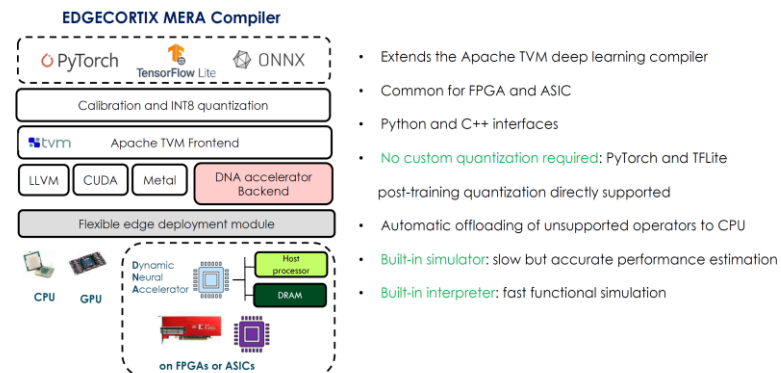 EDGECORTIX MERA Compiler
PyTorch
TensorFlow Lite
ONNX
Calibration and INT8 quantization
tvm
Apache TVM Frontend
LLVM
CUDA
Metal
DNA accelerator
Backend
Flexible edge deployment module
CPU
GPU
Dynamic
Neural
Accelerator
Host
processor
DRAM
on FPGAs or ASICs
• Extends the Apache TVM deep learning compiler
• Common for FPGA and ASIC
• Python and C++ interfaces
• No custom quantization required: PyTorch and TFLite
post-training quantization directly supported
• Automatic offloading of unsupported operators to CPU
• Built-in simulator: slow but accurate performance estimation
• Built-in interpreter: fast functional simulation